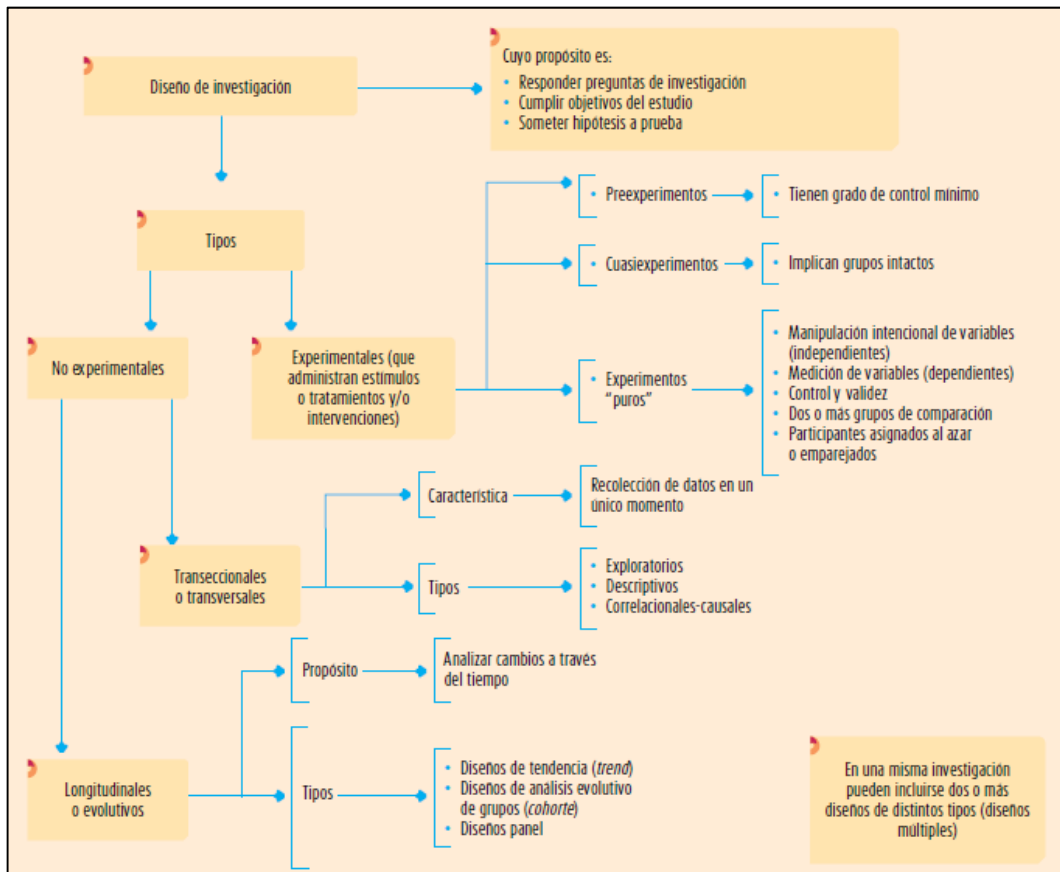 Diseño de investigación
Cuyo propósito es:
• Responder preguntas de investigación
• Cumplir objetivos del estudio
• Someter hipótesis a prueba
Tipos
• Preexperimentos
• Tienen grado de control mínimo
• Cuasiexperimentos
• Implican grupos intactos
No experimentales
Experimentales (que
administran estímulos
o tratamientos y/o
intervenciones)
• Experimentos
"puros"
• Manipulación intencional de variables
(independientes)
• Medición de variables (dependientes)
• Control y validez
• Dos o más grupos de comparación
• Participantes asignados al azar
o emparejados
Transeccionales
o transversales
Característica
Recolección de datos en un
único momento
Tipos
• Exploratorios
• Descriptivos
• Correlacionales-causales
Longitudinales
o evolutivos
Propósito
Analizar cambios a través
del tiempo
Tipos
• Diseños de tendencia (trend)
• Diseños de análisis evolutivo
de grupos (cohorte)
• Diseños panel
En una misma investigación
pueden incluirse dos o más
diseños de distintos tipos (diseños
múltiples)